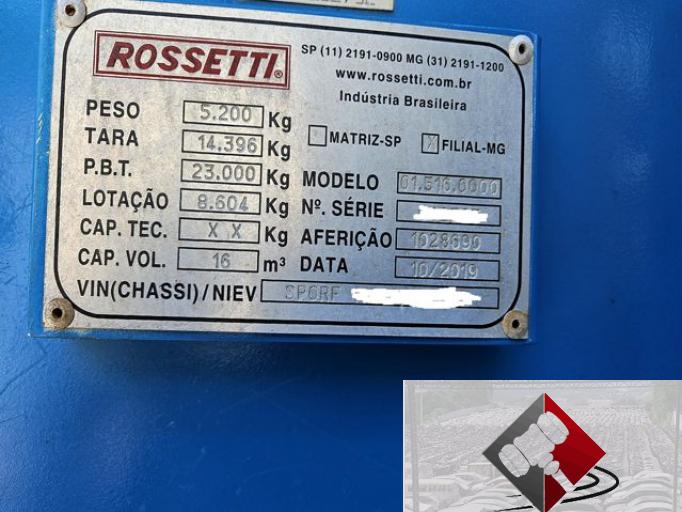 ROSSETTI®
SP (11) 2191-0900 MG (31) 2191-1200
www.rossetti.com.br
Indústria Brasileira
PESO 5.200 Kg
TARA 14.396 Kg
MATRIZ-SP X FILIAL-MG
P.B.T. 23.000 Kg
MODELO 01.516.0000
LOTAÇÃO 8.604 Kg
Nº. SÉRIE
CAP. TEC. X X Kg
AFERIÇÃO 1628690
CAP. VOL. 16 m³
DATA 10/2019
VIN(CHASSI)/NIEV SPGRF